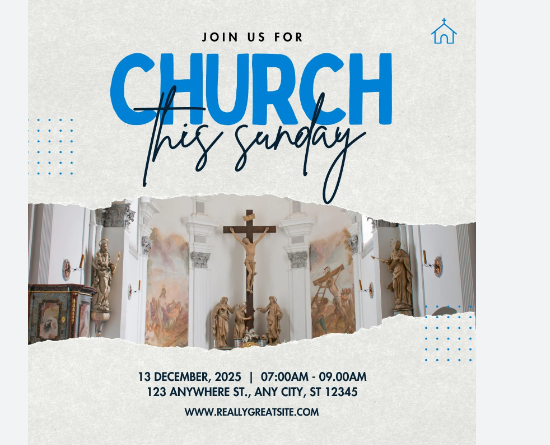 JOIN US FOR
CHURCH
this sunday
13 DECEMBER, 2025 | 07:00AM - 09.00AM
123 ANYWHERE ST., ANY CITY, ST 12345
WWW.REALLYGREATSITE.COM